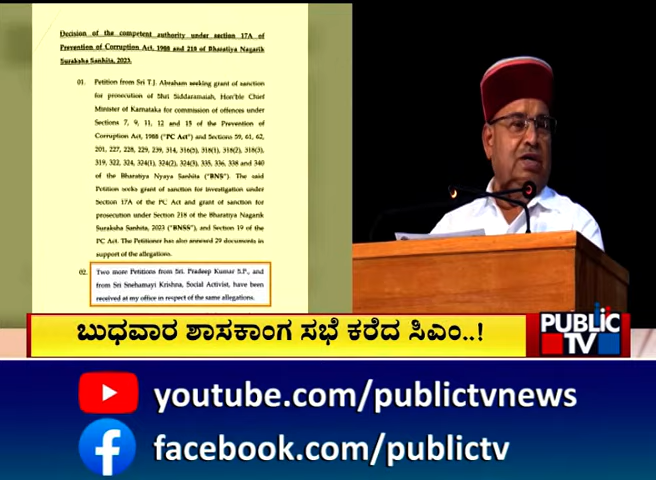 Decision of the competent authority under section 17A of
Prevention of Corruption Act, 1988 and 218 of Bharatiya Nagarik
Suraksha Sanhita, 2023.
01. Petition from Sri T.J. Abraham seeking grant of sanction
for prosecution of Shri Siddaramaiah, Hon'ble Chief
Minister of Karnataka for commission of offences under
Sections 7, 9, 11, 12 and 15 of the Prevention of
Corruption Act, 1988 ("PC Act") and Sections 59, 61, 62,
201, 227, 228, 229, 239, 314, 316(5), 318(1), 318(2), 318(3),
319, 322, 324, 324(1), 324(2), 324(3), 335, 336, 338 and 340
of the Bharatiya Nyaya Sanhita ("BNS"). The said
Petition seeks grant of sanction for investigation under
Section 17A of the PC Act and grant of sanction for
prosecution under Section 218 of the Bharatiya Nagarik
Suraksha Sanhita, 2023 ("BNSS"), and Section 19 of the
PC Act. The Petitioner has also annexed 29 documents in
support of the allegations.
02. Two more Petitions from Sri. Pradeep Kumar S.P., and
from Sri Snehamayi Krishna, Social Activist, have been
received at my office in respect of the same allegations.
ಬುಧವಾರ ಶಾಸಕಾಂಗ ಸಭೆ ಕರೆದ ಸಿಎಂ..!
PUBLIC
TV
youtube.com/publictvnews
facebook.com/publictv